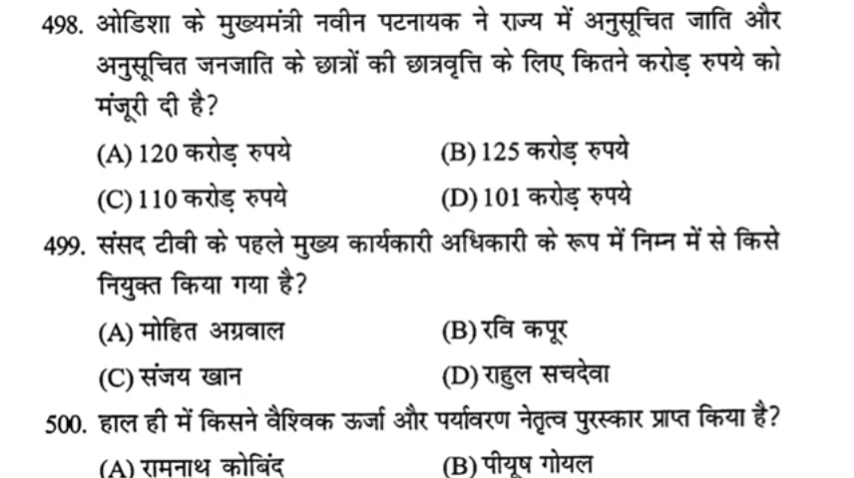 498. ओडिशा के मुख्यमंत्री नवीन पटनायक ने राज्य में अनुसूचित जाति और
अनुसूचित जनजाति के छात्रों की छात्रवृत्ति के लिए कितने करोड़ रुपये को
मंजूरी दी है?
(A) 120 करोड़ रुपये (B) 125 करोड़ रुपये
(C) 110 करोड़ रुपये (D) 101 करोड़ रुपये
499. संसद टीवी के पहले मुख्य कार्यकारी अधिकारी के रूप में निम्न में से किसे
नियुक्त किया गया है?
(A) मोहित अग्रवाल (B) रवि कपूर
(C) संजय खान (D) राहुल सचदेवा
500. हाल ही में किसने वैश्विक ऊर्जा और पर्यावरण नेतृत्व पुरस्कार प्राप्त किया है?
(A) रामनाथ कोबिंद (B) पीयूष गोयल